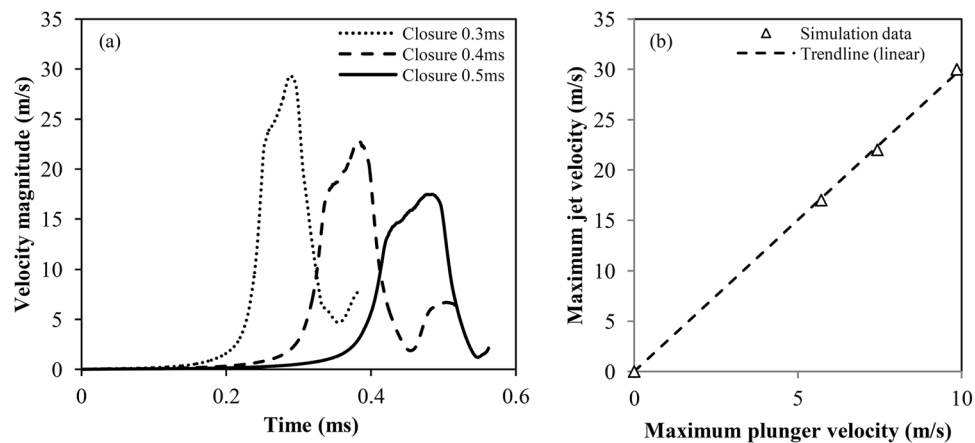 (a)
Closure 0.3ms
Closure 0.4ms
Closure 0.5ms
Velocity magnitude (m/s)
35
30
25
20
15
10
5
0
0
0.2
0.4
0.6
Time (ms)
(b)
Simulation data
Trendline (linear)
Maximum jet velocity (m/s)
35
30
25
20
15
10
5
0
0
5
10
Maximum plunger velocity (m/s)